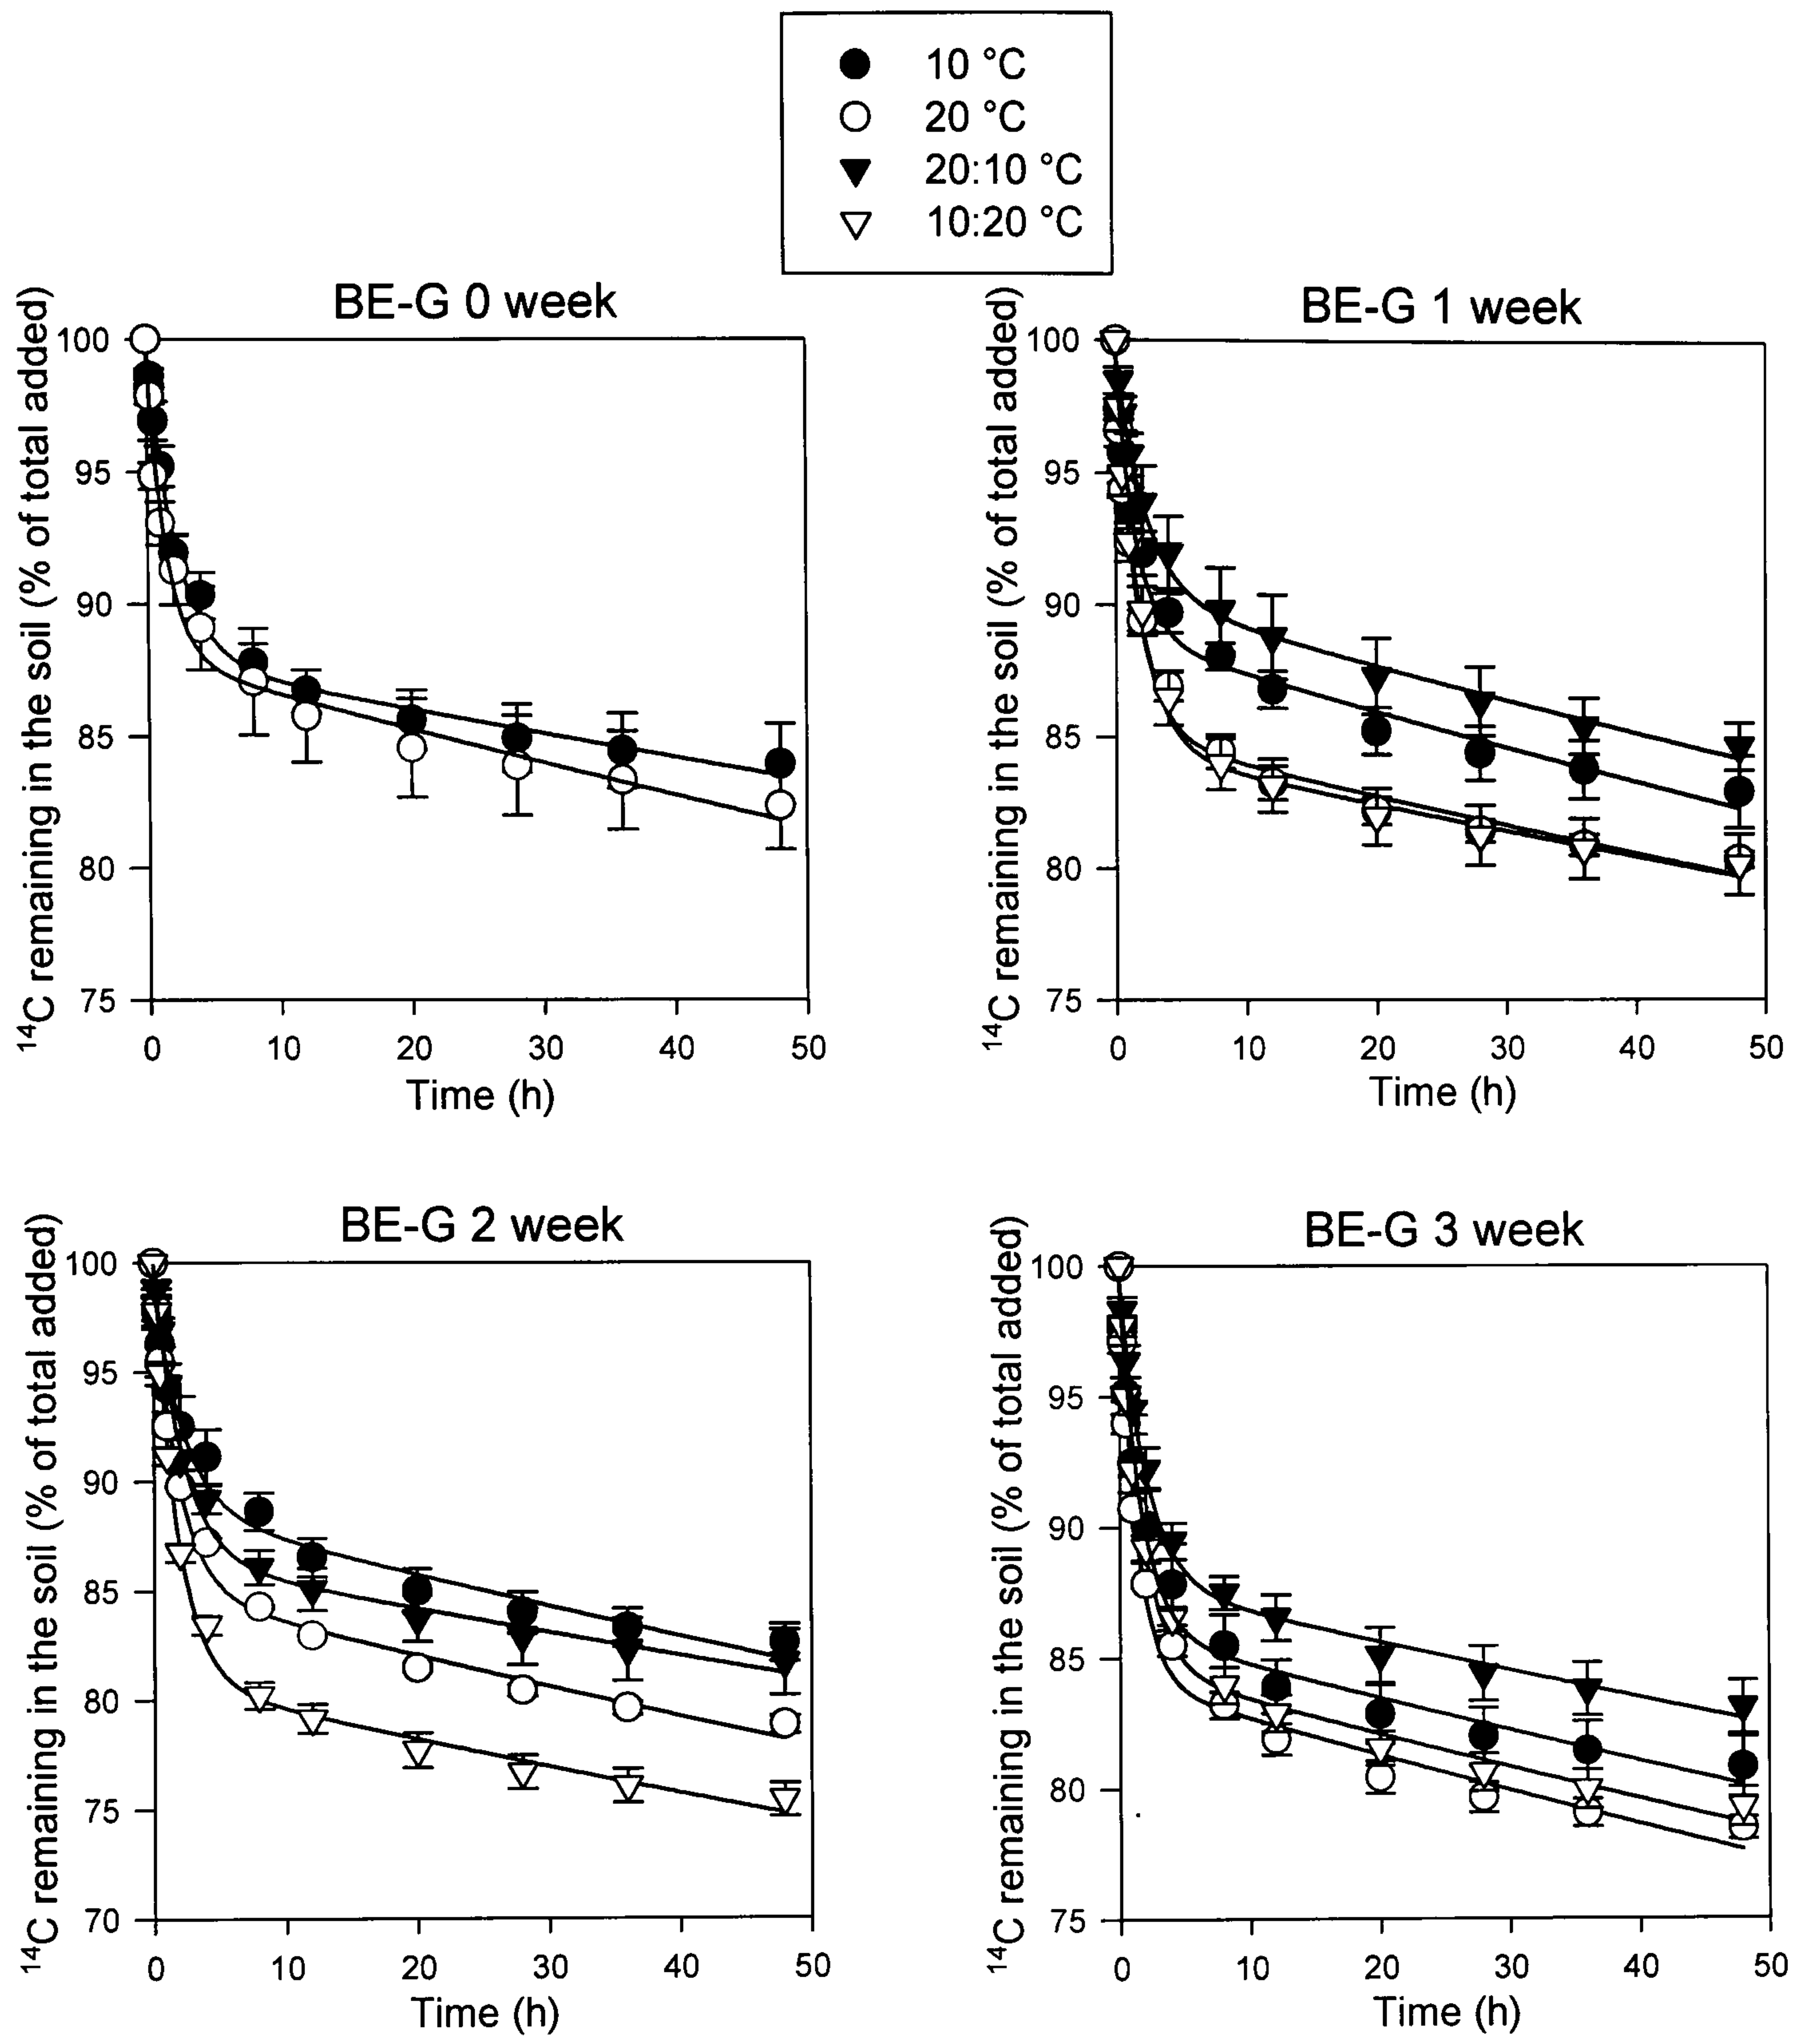 10 °C
20 °C
20:10 °C
10:20 °C
BE-G 0 week
14C remaining in the soil (% of total added)
100
95
90
85
80
75
0 10 20 30 40 50
Time (h)
BE-G 1 week
14C remaining in the soil (% of total added)
100
95
90
85
80
75
0 10 20 30 40 50
Time (h)
BE-G 2 week
14C remaining in the soil (% of total added)
100
95
90
85
80
75
70
0 10 20 30 40 50
Time (h)
BE-G 3 week
14C remaining in the soil (% of total added)
100
95
90
85
80
75
0 10 20 30 40 50
Time (h)